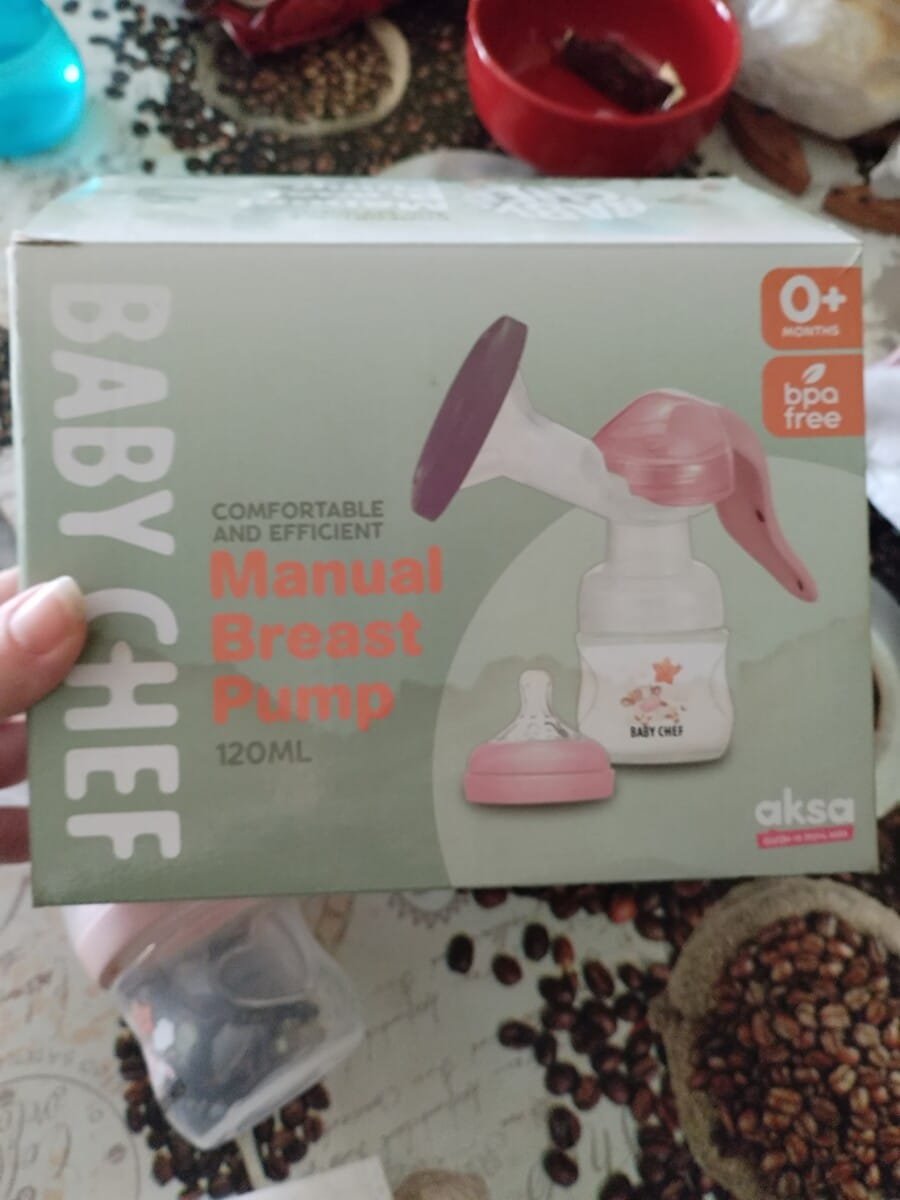 BABY CHEF
0+
MONTHS
bpa
free
COMFORTABLE
AND EFFICIENT
Manual
Breast
Pump
120ML
BABY CHEF
aksa